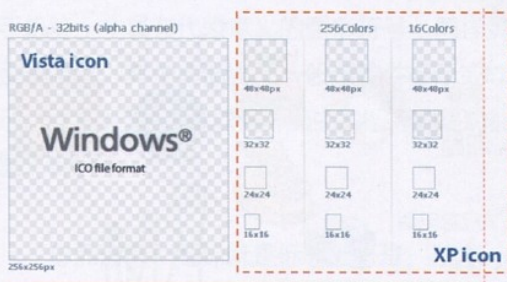 RGB/A - 32bits (alpha channel)
256Colors
16Colors
Vista icon
48x48px
48x48px
48x48px
Windows®
ICO file format
32x32
32x32
32x32
24x24
24x24
24x24
16x16
16x16
16x16
XP icon
256x256px